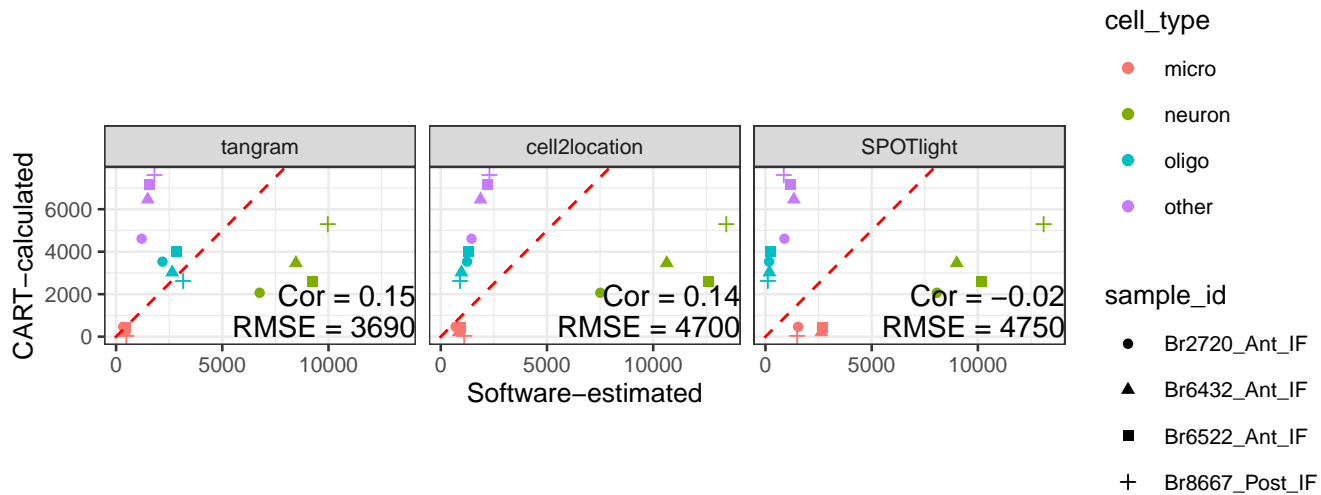 tangram
cell2location
SPOTlight
CART−calculated
6000
4000
2000
0
Cor = 0.15
RMSE = 3690
Cor = 0.14
RMSE = 4700
Cor = −0.02
RMSE = 4750
0
5000
10000
0
5000
10000
0
5000
10000
Software−estimated
cell_type
micro
neuron
oligo
other
sample_id
Br2720_Ant_IF
Br6432_Ant_IF
Br6522_Ant_IF
Br8667_Post_IF